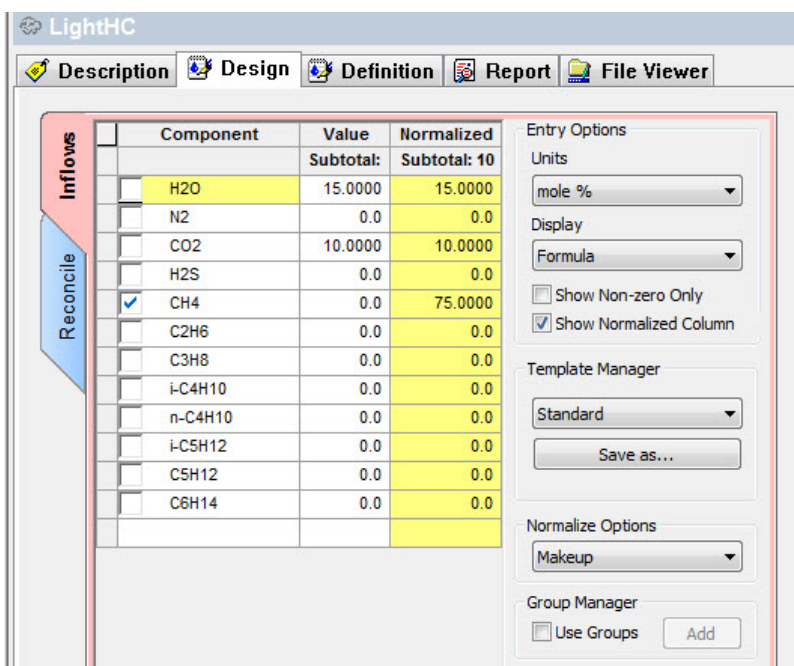 LightHC
Description Design Definition Report File Viewer
Inflows
Reconcile
Component Value Normalized
Subtotal: Subtotal: 10
H2O 15.0000 15.0000
N2 0.0 0.0
CO2 10.0000 10.0000
H2S 0.0 0.0
CH4 0.0 75.0000
C2H6 0.0 0.0
C3H8 0.0 0.0
i-C4H10 0.0 0.0
n-C4H10 0.0 0.0
i-C5H12 0.0 0.0
C5H12 0.0 0.0
C6H14 0.0 0.0
Entry Options
Units
mole %
Display
Formula
Show Non-zero Only
Show Normalized Column
Template Manager
Standard
Save as...
Normalize Options
Makeup
Group Manager
Use Groups Add